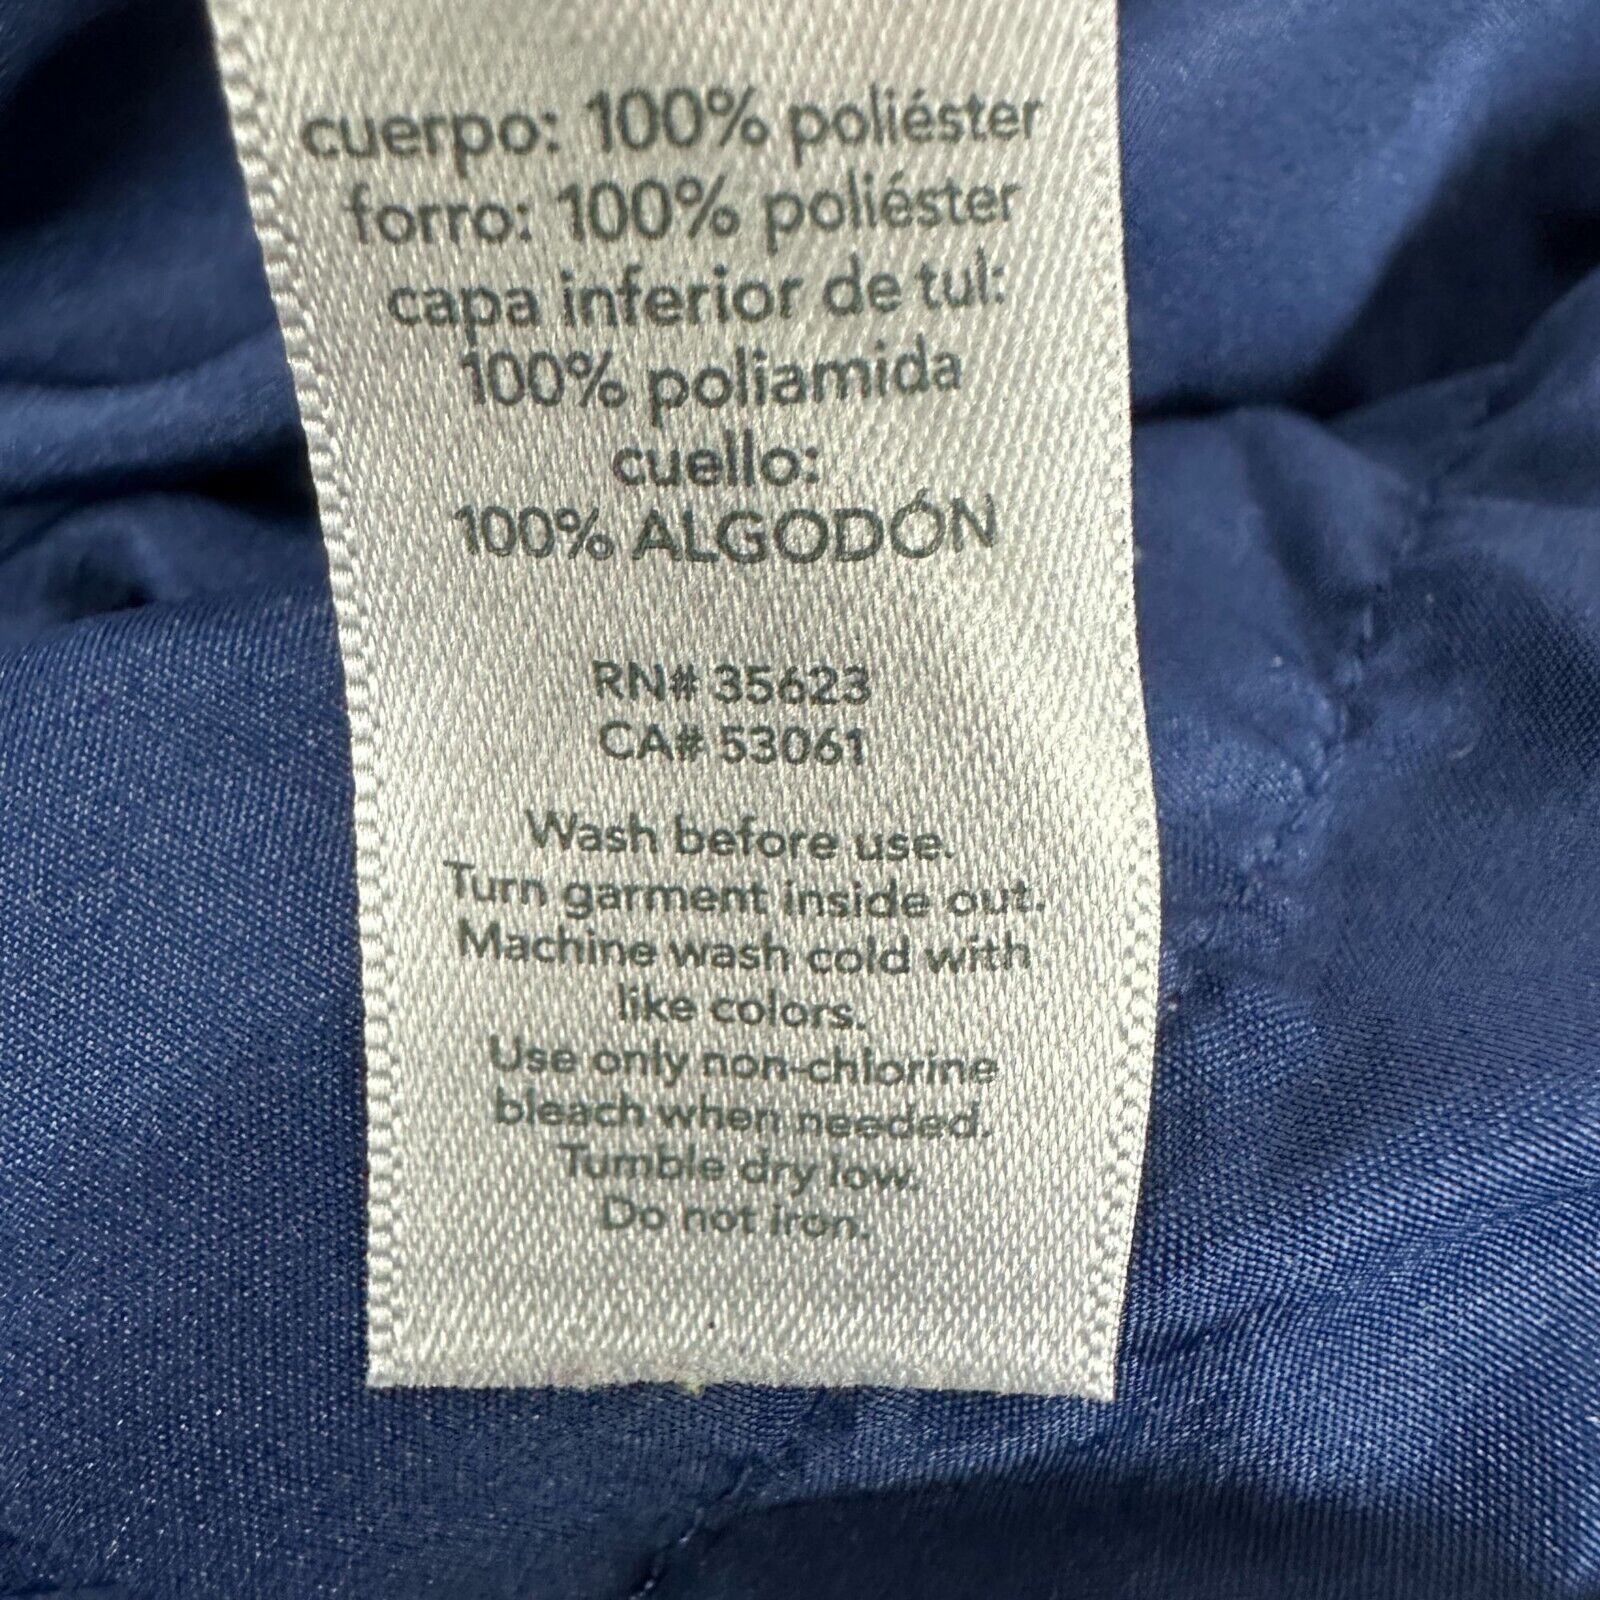 cuerpo: 100% poliéster
forro: 100% poliéster
capa inferior de tul:
100% poliamida
cuello:
100% ALGODÓN
RN# 35623
CA# 53061
Wash before use.
Turn garment inside out.
Machine wash cold with
like colors.
Use only non-chlorine
bleach when needed.
Tumble dry low.
Do not iron.